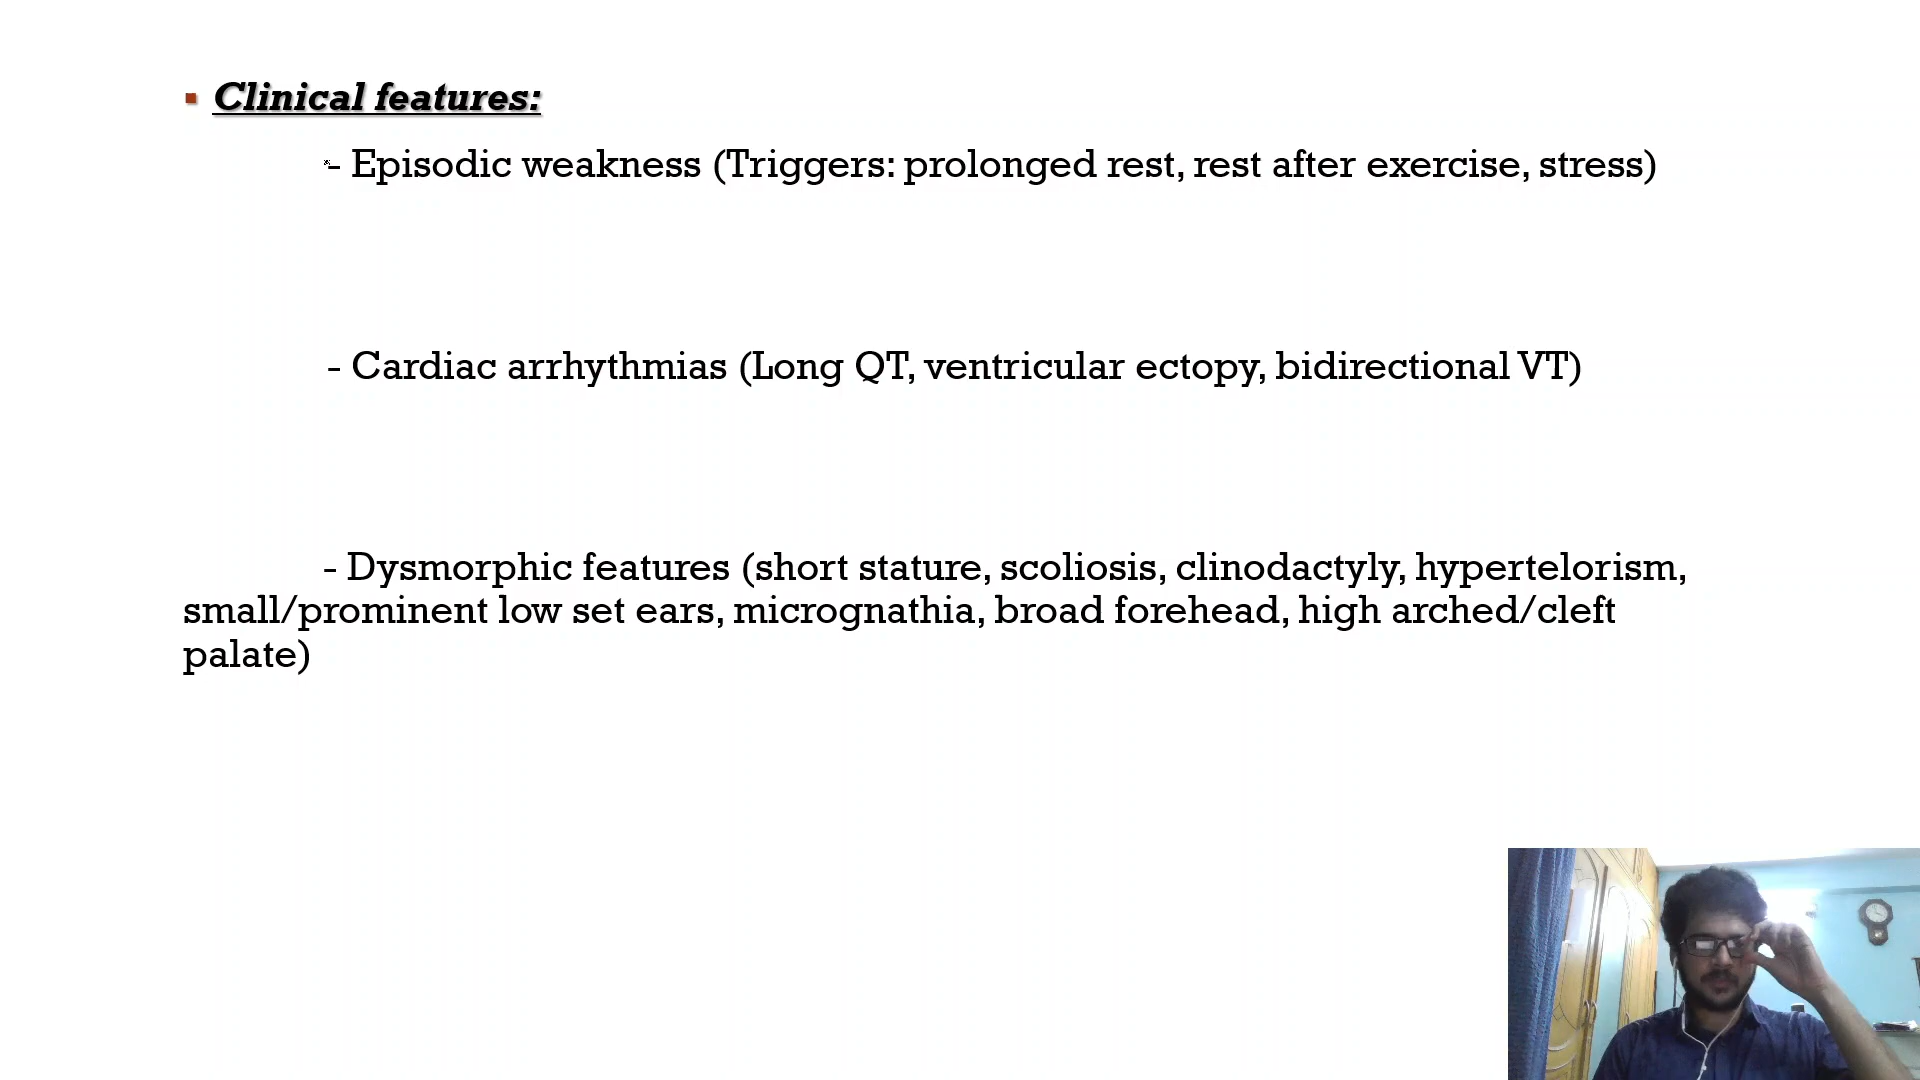 Clinical features:
- Episodic weakness (Triggers: prolonged rest, rest after exercise, stress)
- Cardiac arrhythmias (Long QT, ventricular ectopy, bidirectional VT)
- Dysmorphic features (short stature, scoliosis, clinodactyly, hypertelorism,
small/prominent low set ears, micrognathia, broad forehead, high arched/cleft
palate)